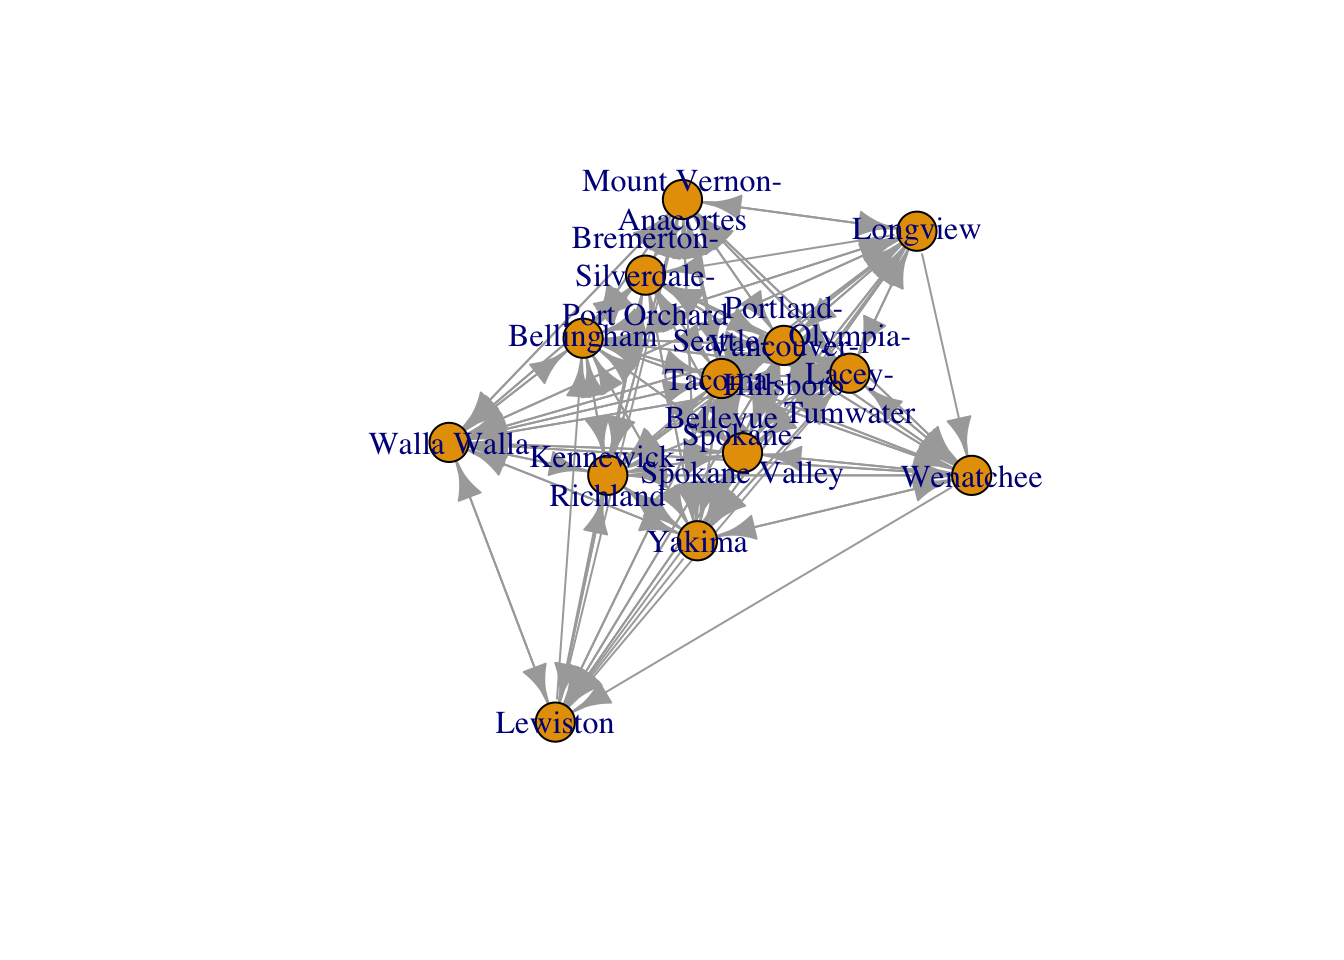 Mount Vernon-
Anacortes
Longview
Bremerton-
Silverdale-
Port Orchard
Bellingham
Portland-
Vancouver-
Hillsboro
Seattle-
Tacoma-
Bellevue
Olympia-
Lacey-
Tumwater
Walla Walla
Kennewick-
Richland
Spokane-
Spokane Valley
Wenatchee
Yakima
Lewiston